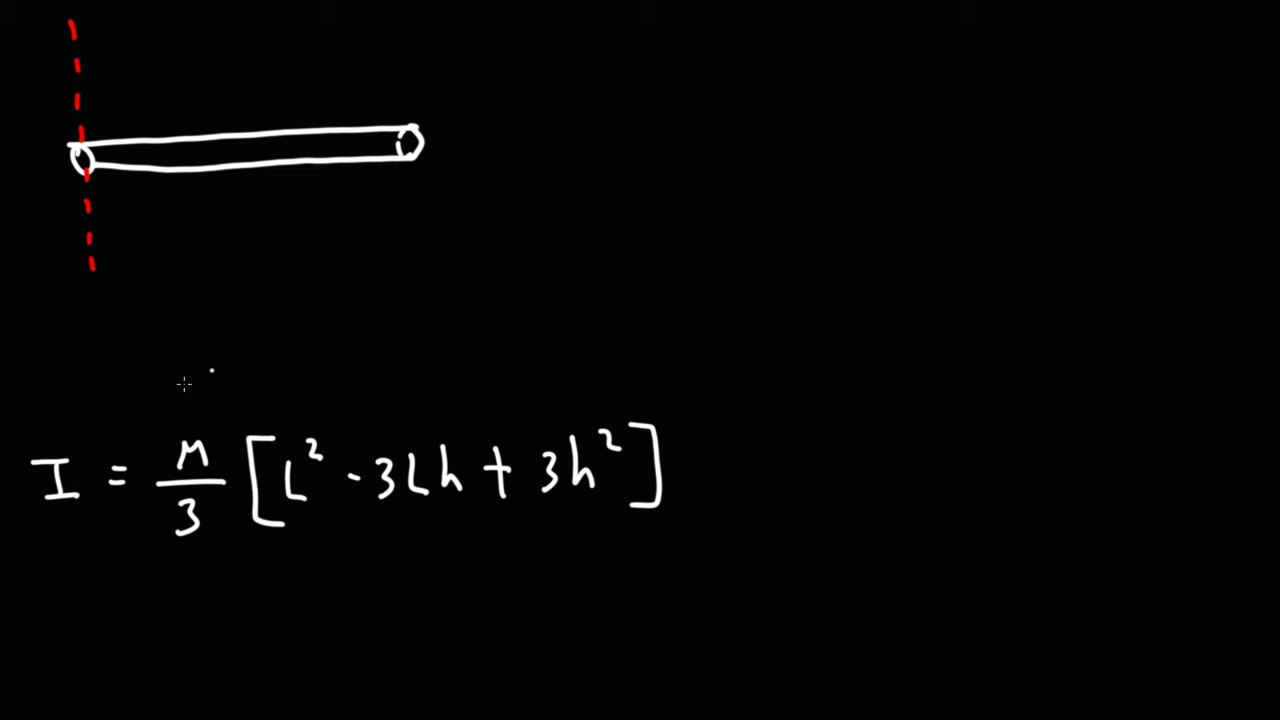 I = M/3 [L² - 3Lh + 3h²]